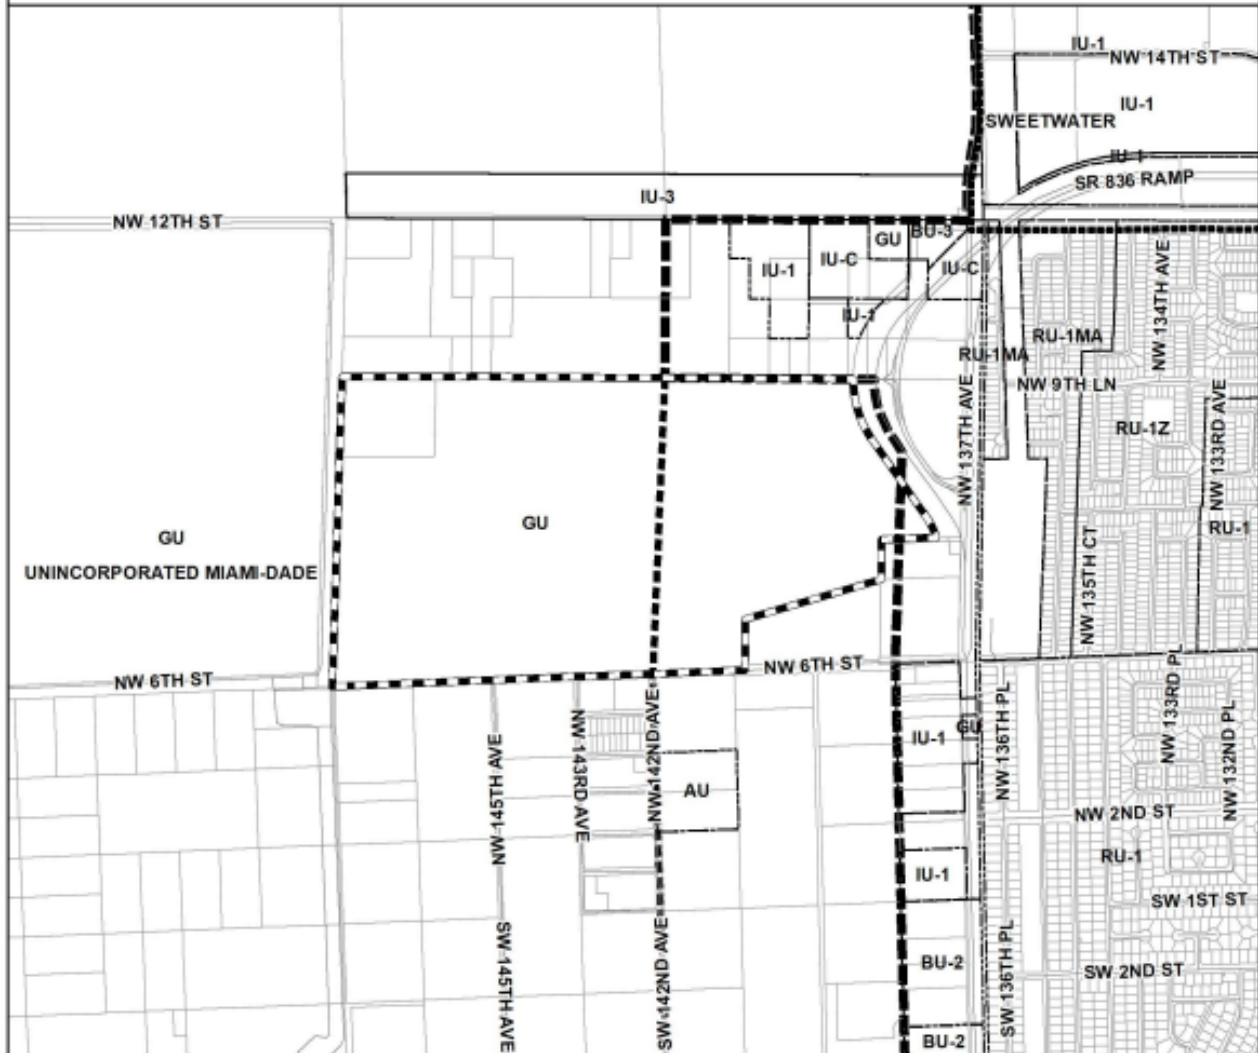 IU-1
NW 14TH ST
IU-1
SWEETWATER
IU-1
SR 836 RAMP
IU-3
NW 12TH ST
BU-3
GU
IU-C
IU-1
IU-C
IU-1
NW 134TH AVE
RU-1MA
RU-1MA
NW 9TH LN
NW 137TH AVE
RU-1Z
NW 133RD AVE
GU
RU-1
GU
UNINCORPORATED MIAMI-DADE
NW 135TH CT
NW 6TH ST
NW 6TH ST
NW 133RD PL
NW 136TH PL
NW 132ND PL
GU
IU-1
NW 145TH AVE
NW 143RD AVE
NW 142ND AVE
AU
NW 2ND ST
RU-1
IU-1
SW 1ST ST
SW 145TH AVE
SW 142ND AVE
BU-2
SW 136TH PL
SW 2ND ST
BU-2